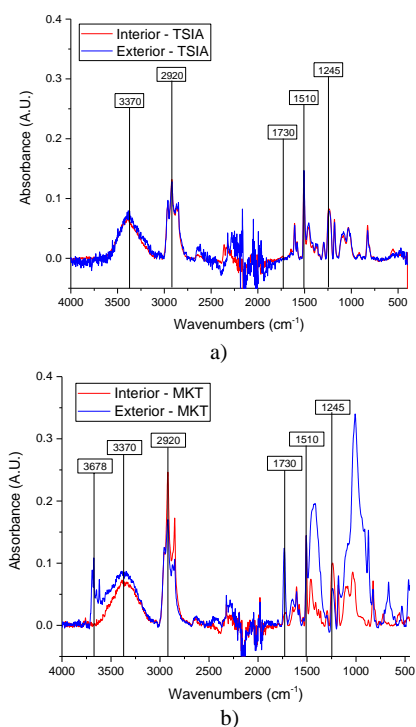 0.4
0.3
0.2
0.1
0.0
Absorbance (A.U.)
Interior - TSIA
Exterior - TSIA
3370
2920
1730
1510
1245
4000 3500 3000 2500 2000 1500 1000 500
Wavenumbers (cm-1)
a)
0.4
0.3
0.2
0.1
0.0
Absorbance (A.U.)
Interior - MKT
Exterior - MKT
3678
3370
2920
1730
1510
1245
4000 3500 3000 2500 2000 1500 1000 500
Wavenumbers (cm-1)
b)